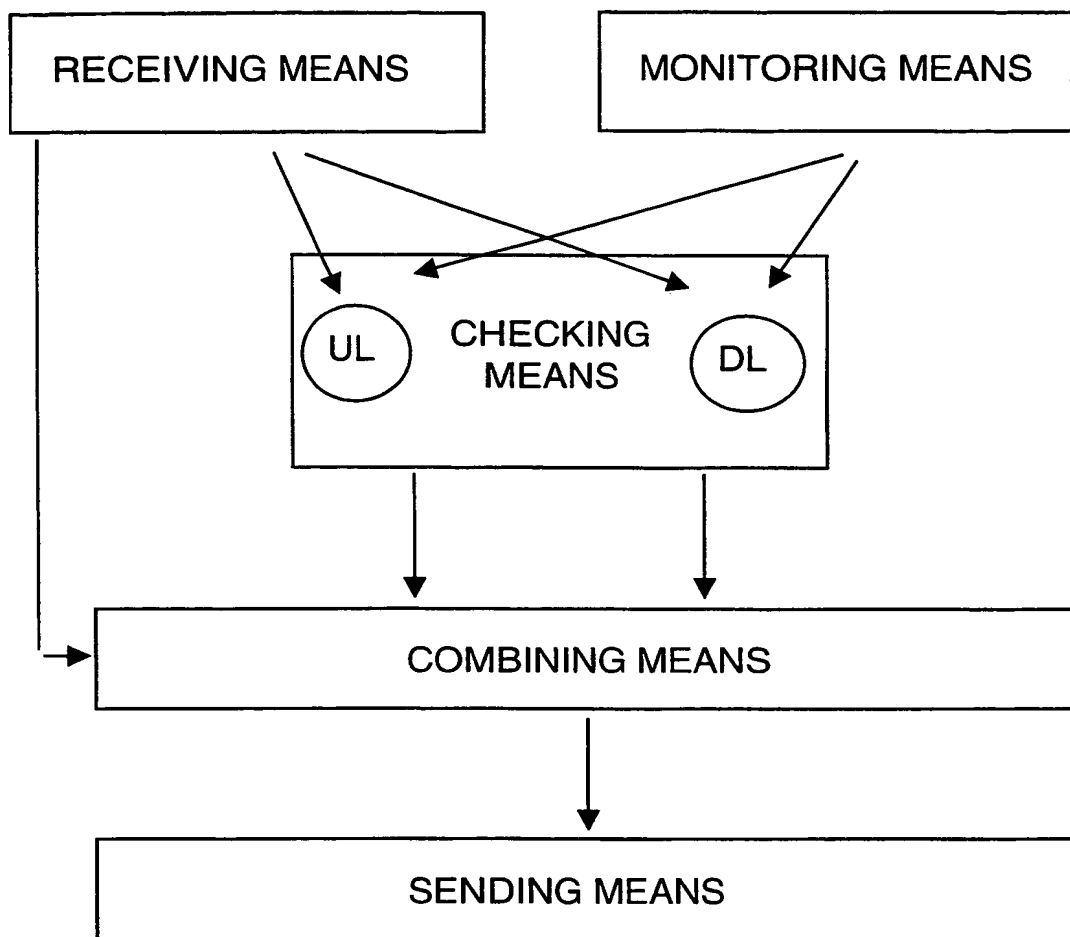 RECEIVING MEANS
MONITORING MEANS
UL
CHECKING
MEANS
DL
COMBINING MEANS
SENDING MEANS